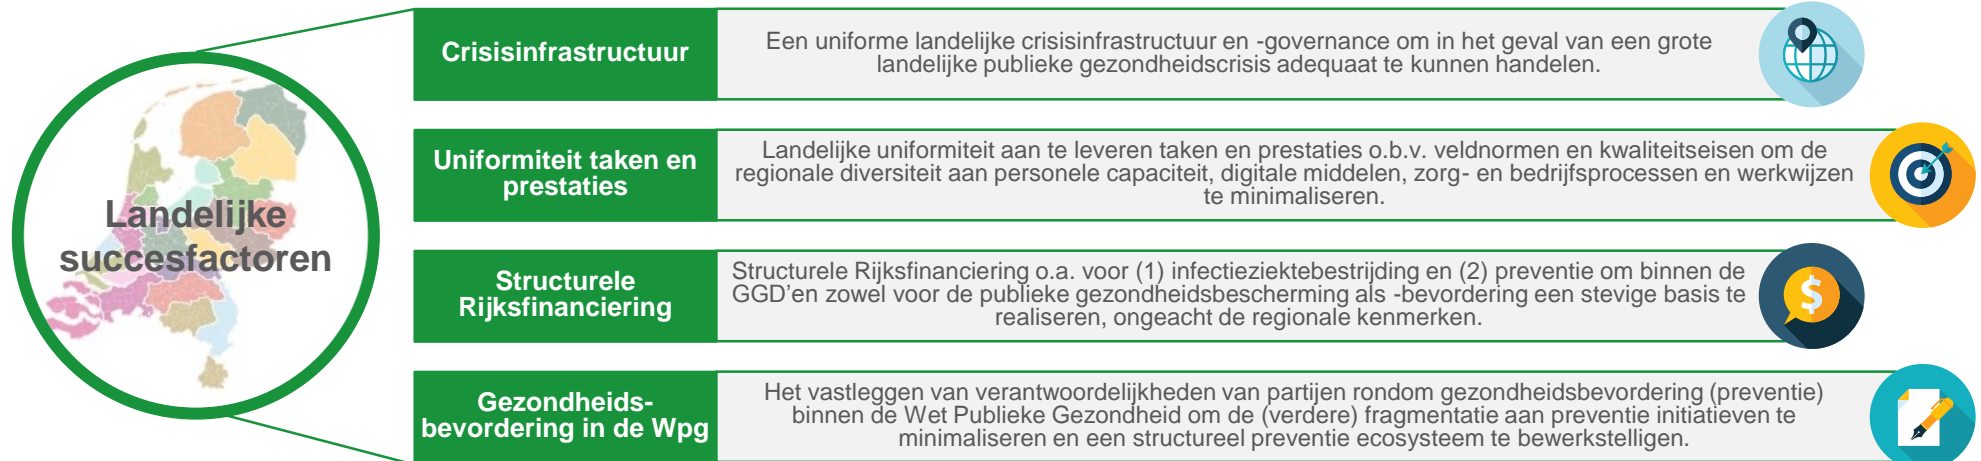 Landelijke
succesfactoren
Crisisinfrastructuur
Een uniforme landelijke crisisinfrastructuur en -governance om in het geval van een grote
landelijke publieke gezondheidscrisis adequaat te kunnen handelen.
Uniformiteit taken en
prestaties
Landelijke uniformiteit aan te leveren taken en prestaties o.b.v. veldnormen en kwaliteitseisen om de
regionale diversiteit aan personele capaciteit, digitale middelen, zorg- en bedrijfsprocessen en werkwijzen
te minimaliseren.
Structurele
Rijksfinanciering
Structurele Rijksfinanciering o.a. voor (1) infectieziektebestrijding en (2) preventie om binnen de
GGD’en zowel voor de publieke gezondheidsbescherming als -bevordering een stevige basis te
realiseren, ongeacht de regionale kenmerken.
$
Gezondheids-
bevordering in de Wpg
Het vastleggen van verantwoordelijkheden van partijen rondom gezondheidsbevordering (preventie)
binnen de Wet Publieke Gezondheid om de (verdere) fragmentatie aan preventie initiatieven te
minimaliseren en een structureel preventie ecosysteem te bewerkstelligen.